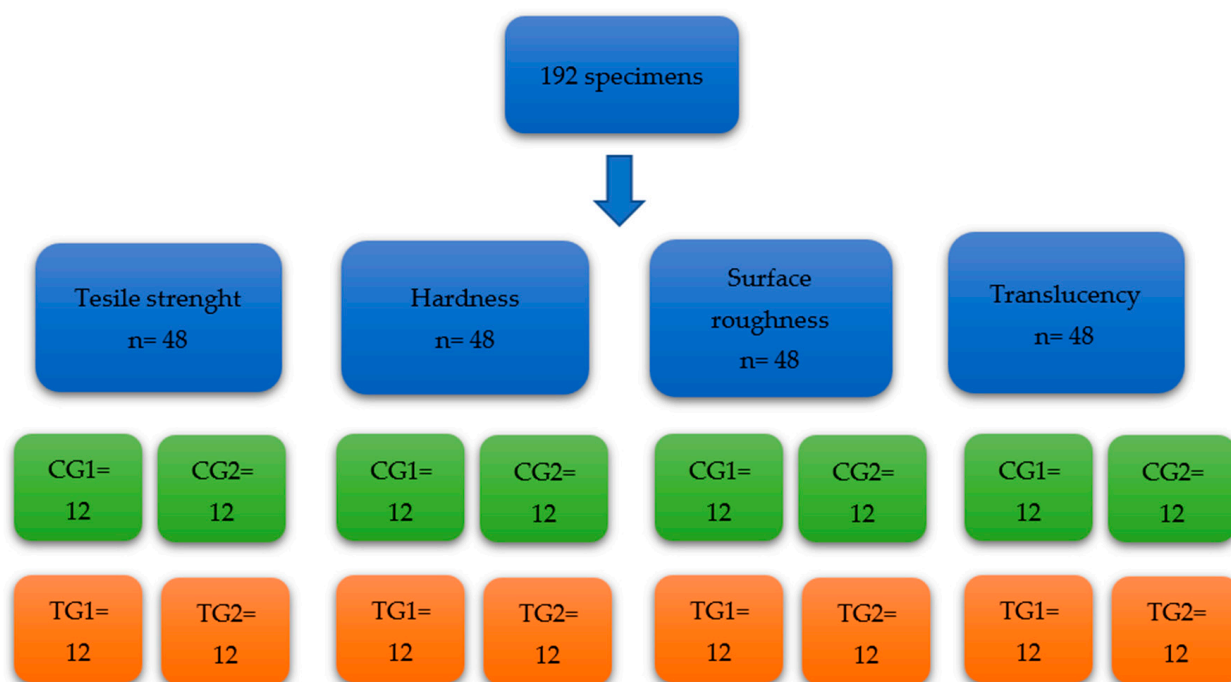 192 specimens
Tesile strenght
n= 48
Hardness
n= 48
Surface
roughness
n= 48
Translucency
n= 48
CG1=
12
CG2=
12
CG1=
12
CG2=
12
CG1=
12
CG2=
12
CG1=
12
CG2=
12
TG1=
12
TG2=
12
TG1=
12
TG2=
12
TG1=
12
TG2=
12
TG1=
12
TG2=
12